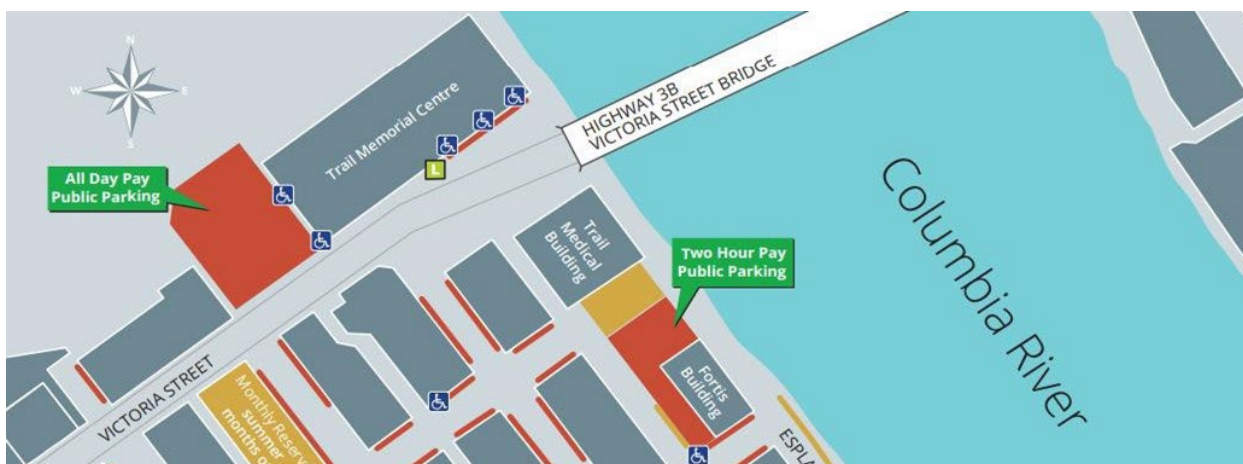 N
W
E
S
Trail Memorial Centre
HIGHWAY 3B
VICTORIA STREET BRIDGE
L
All Day Pay
Public Parking
Columbia River
Trail
Medical
Building
Two Hour Pay
Public Parking
VICTORIA STREET
Monthly Reserv
summer
months o
Fortis
Building
ESPLA